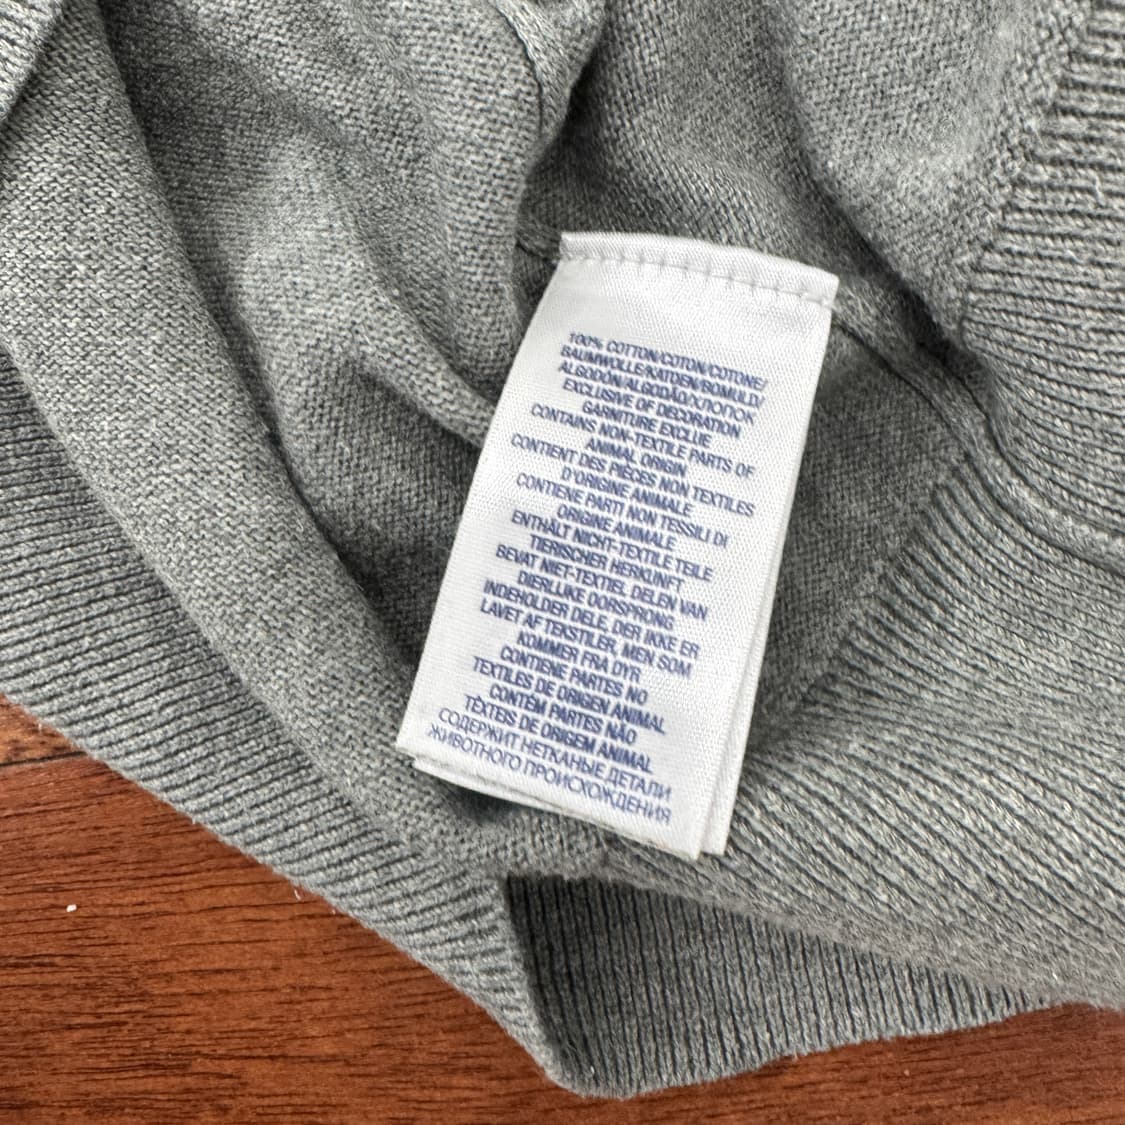 100% COTTON/COTON/COTONE/
BAUMWOLLE/KATOEN/BOMULD/
ALGODÓN/ALGODÃO/ХЛОПОК
EXCLUSIVE OF DECORATION
GARNITURE EXCLUE
CONTAINS NON-TEXTILE PARTS OF
ANIMAL ORIGIN
CONTIENT DES PIÈCES NON TEXTILES
D'ORIGINE ANIMALE
CONTIENE PARTI NON TESSILI DI
ORIGINE ANIMALE
ENTHÄLT NICHT-TEXTILE TEILE
TIERISCHER HERKUNFT
BEVAT NIET-TEXTIEL DELEN VAN
DIERLIJKE OORSPRONG
INDEHOLDER DELE, DER IKKE ER
LAVET AF TEKSTILER, MEN SOM
KOMMER FRA DYR
CONTIENE PARTES NO
TEXTILES DE ORIGEN ANIMAL
CONTÉM PARTES NÃO
TÊXTEIS DE ORIGEM ANIMAL
СОДЕРЖИТ НЕТКАНЫЕ ДЕТАЛИ
ЖИВОТНОГО ПРОИСХОЖДЕНИЯ